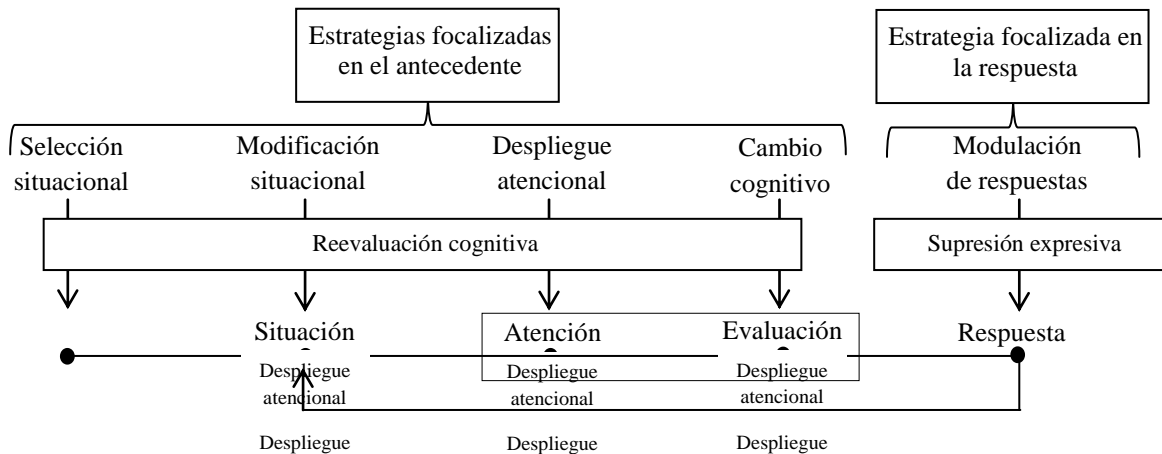 Estrategias focalizadas
en el antecedente
Estrategia focalizada en
la respuesta
Selección
situacional
Modificación
situacional
Despliegue
atencional
Cambio
cognitivo
Modulación
de respuestas
Reevaluación cognitiva
Supresión expresiva
Situación
Atención
Evaluación
Respuesta
Despliegue
atencional
Despliegue
atencional
Despliegue
atencional
Despliegue
Despliegue
Despliegue